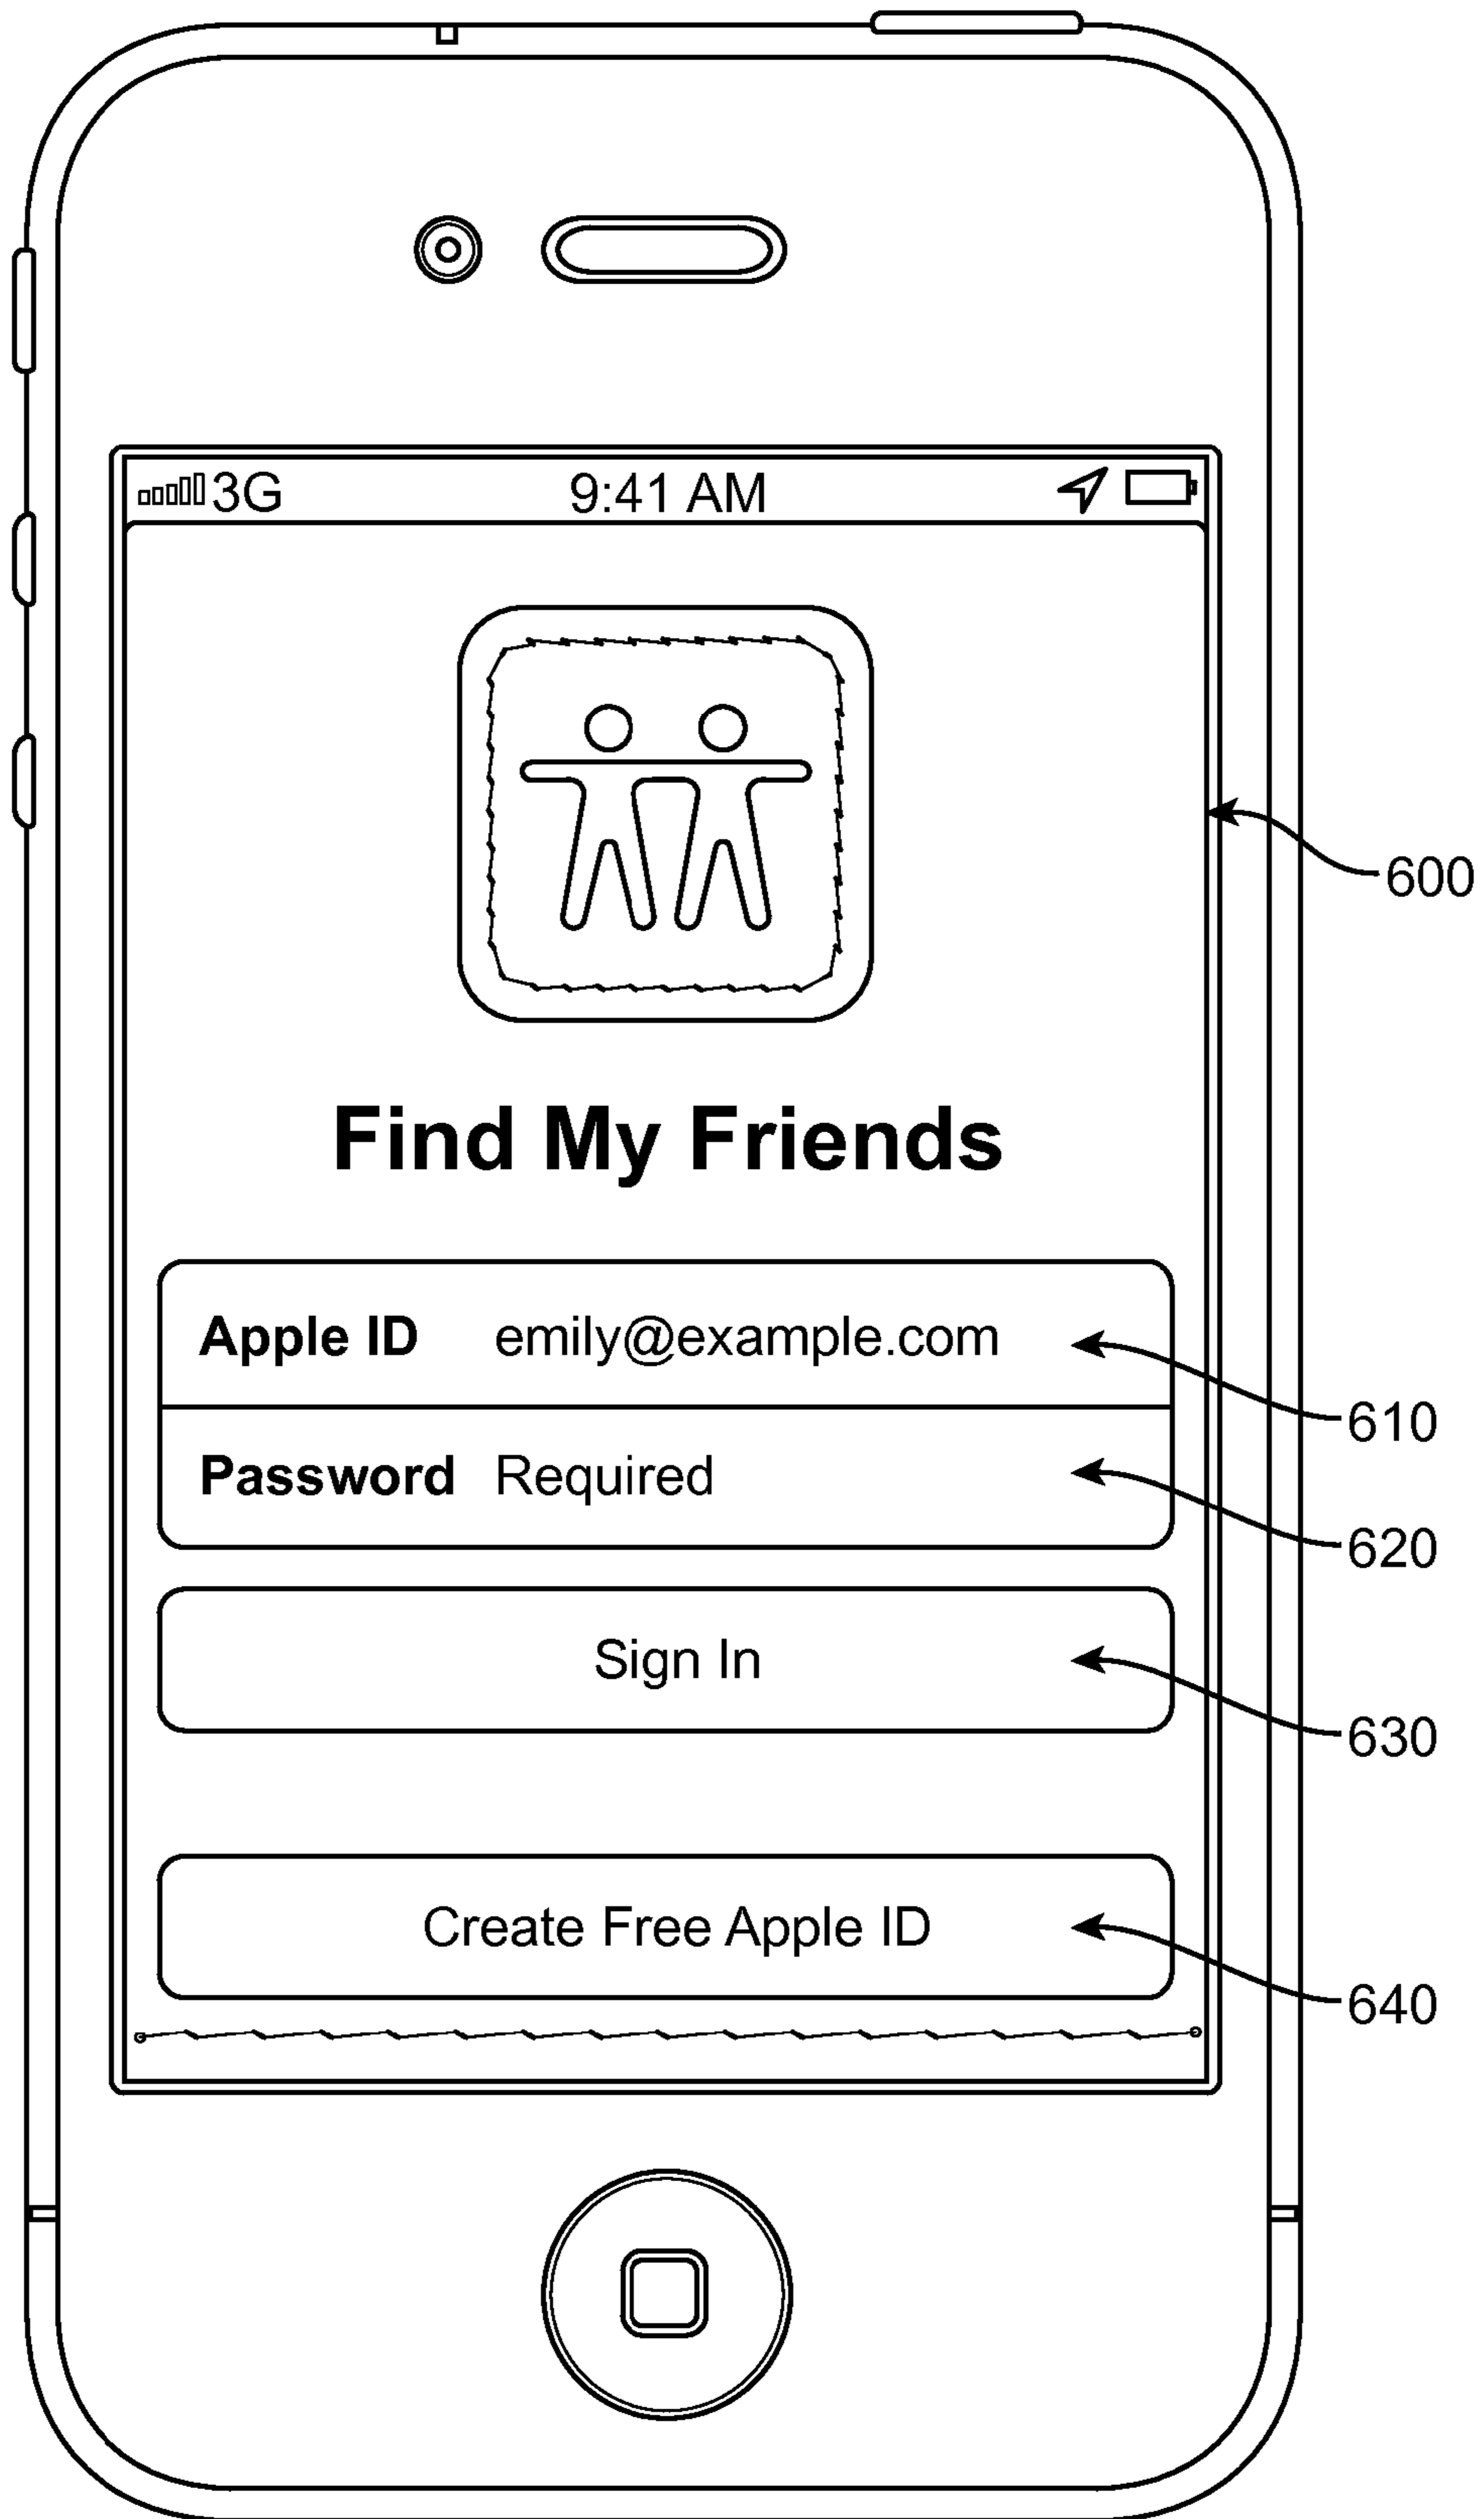 3G 9:41 AM
600
Find My Friends
Apple ID emily@example.com
610
Password Required
620
Sign In
630
Create Free Apple ID
640